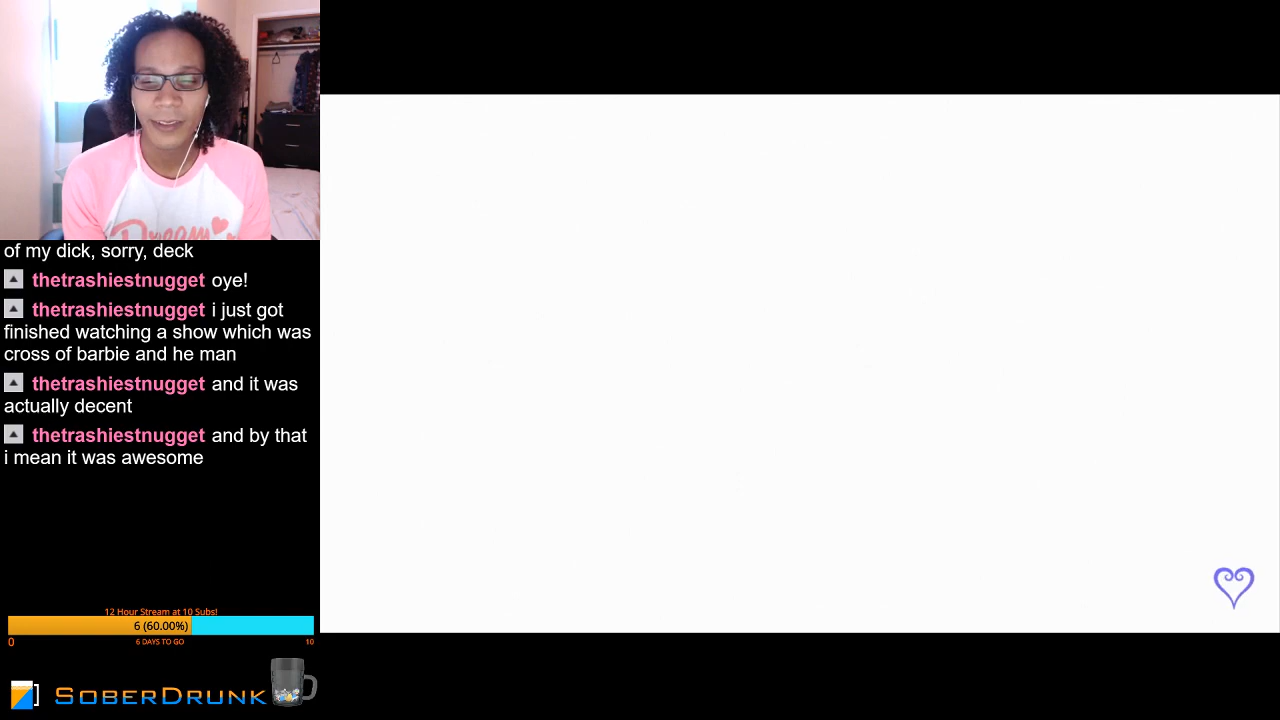 Dream
of my dick, sorry, deck
thetrashiestnugget oye!
thetrashiestnugget i just got
finished watching a show which was
cross of barbie and he man
thetrashiestnugget and it was
actually decent
thetrashiestnugget and by that
i mean it was awesome
12 Hour Stream at 10 Subs!
6 (60.00%)
0 6 DAYS TO GO 10
SOBERDRUNK